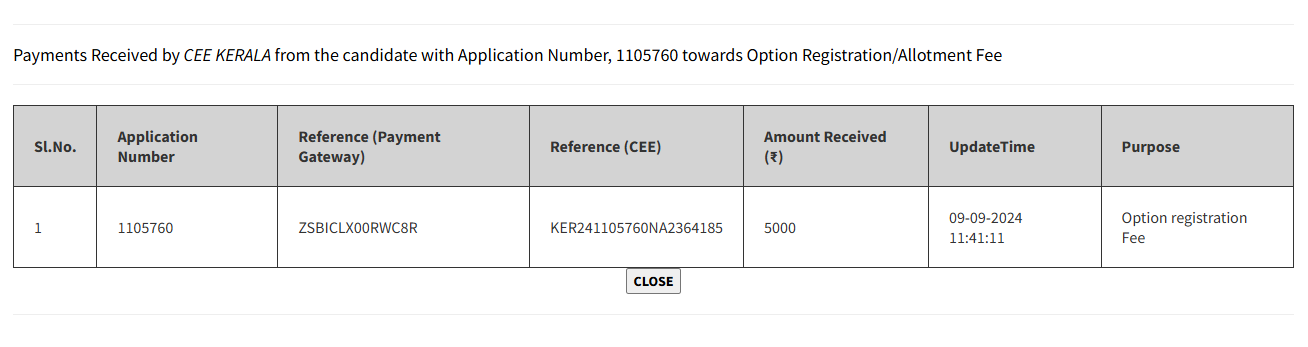 Payments Received by CEE KERALA from the candidate with Application Number, 1105760 towards Option Registration/Allotment Fee
Sl.No. Application Number Reference (Payment Gateway) Reference (CEE) Amount Received (₹) UpdateTime Purpose
1 1105760 ZSBICLX00RWC8R KER241105760NA2364185 5000 09-09-2024 11:41:11 Option registration Fee
CLOSE